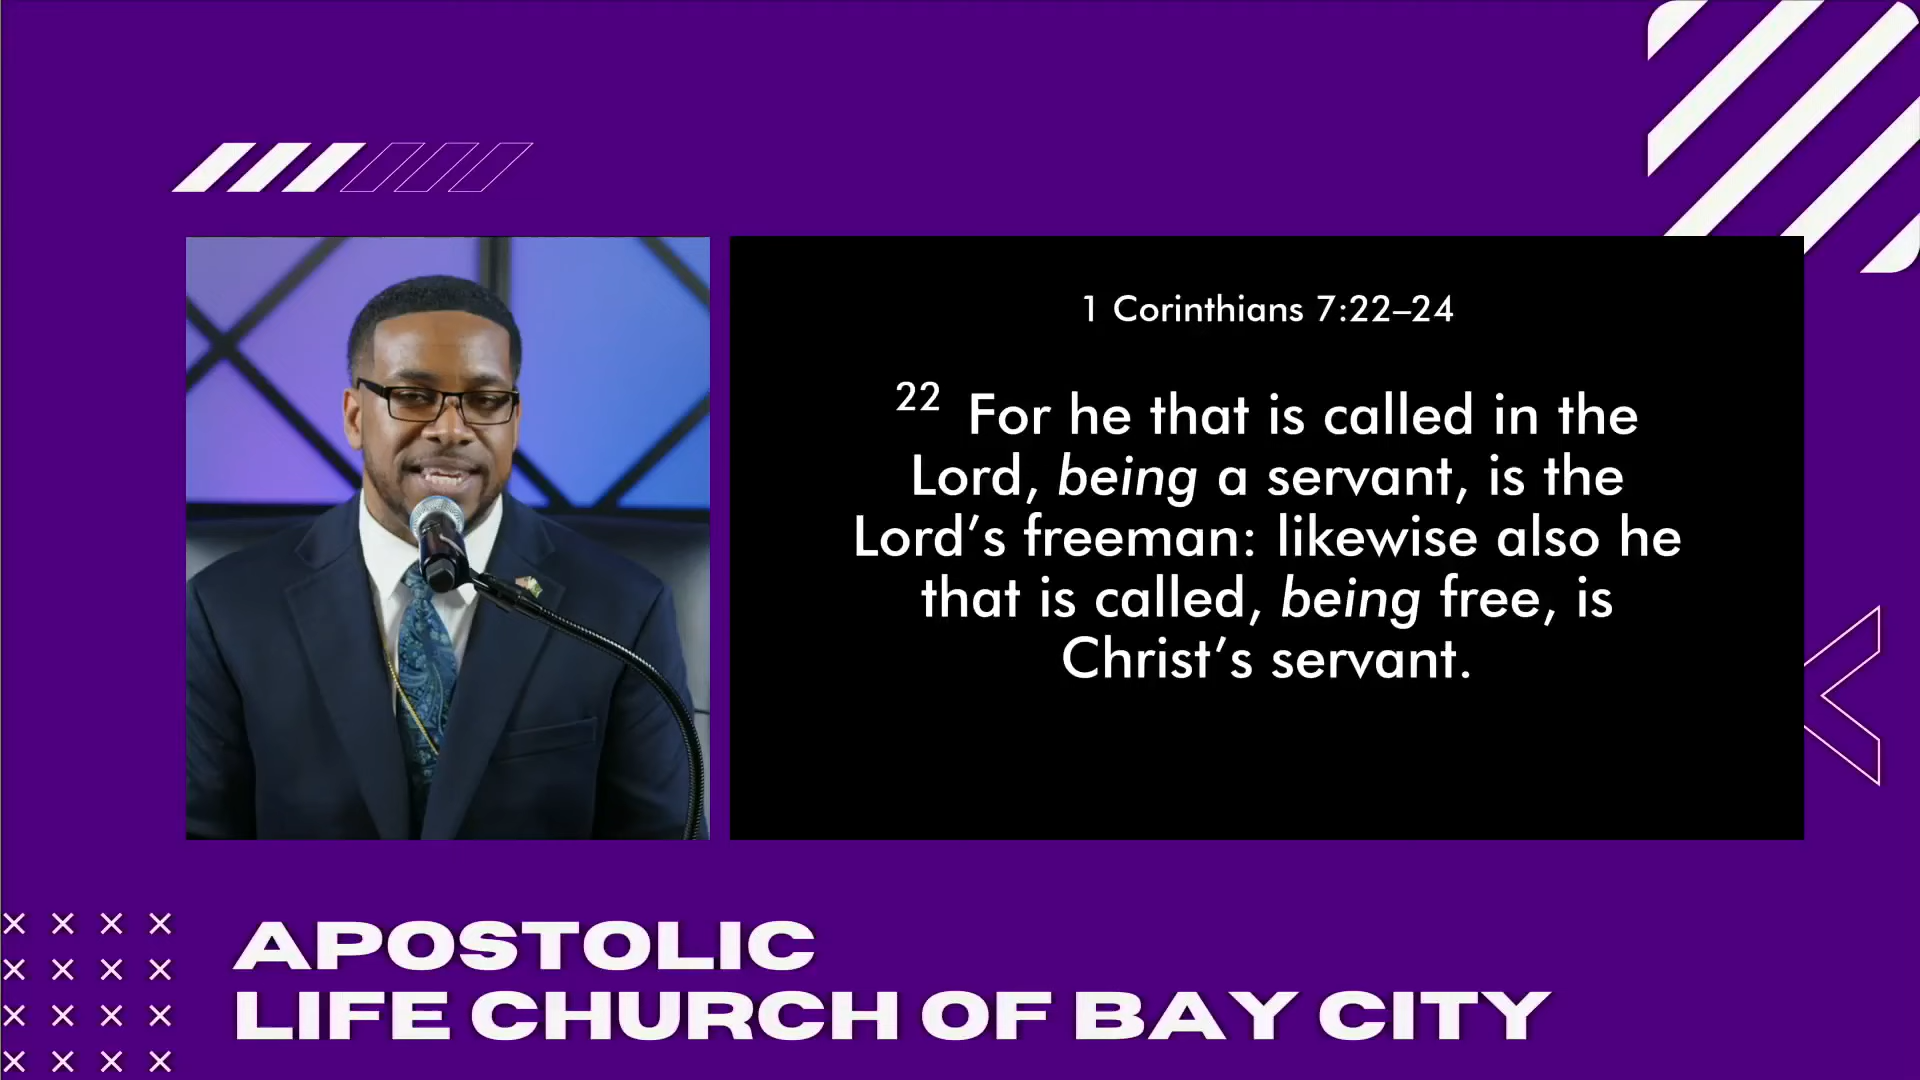 1 Corinthians 7:22–24
22 For he that is called in the
Lord, being a servant, is the
Lord’s freeman: likewise also he
that is called, being free, is
Christ’s servant.
APOSTOLIC
LIFE CHURCH OF BAY CITY